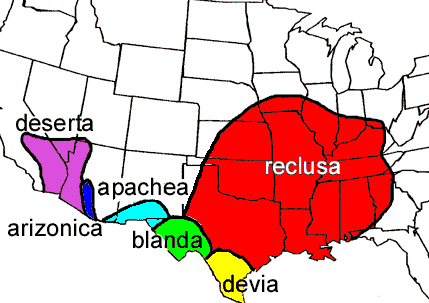 deserta
reclusa
apachea
arizonica
blanda
devia